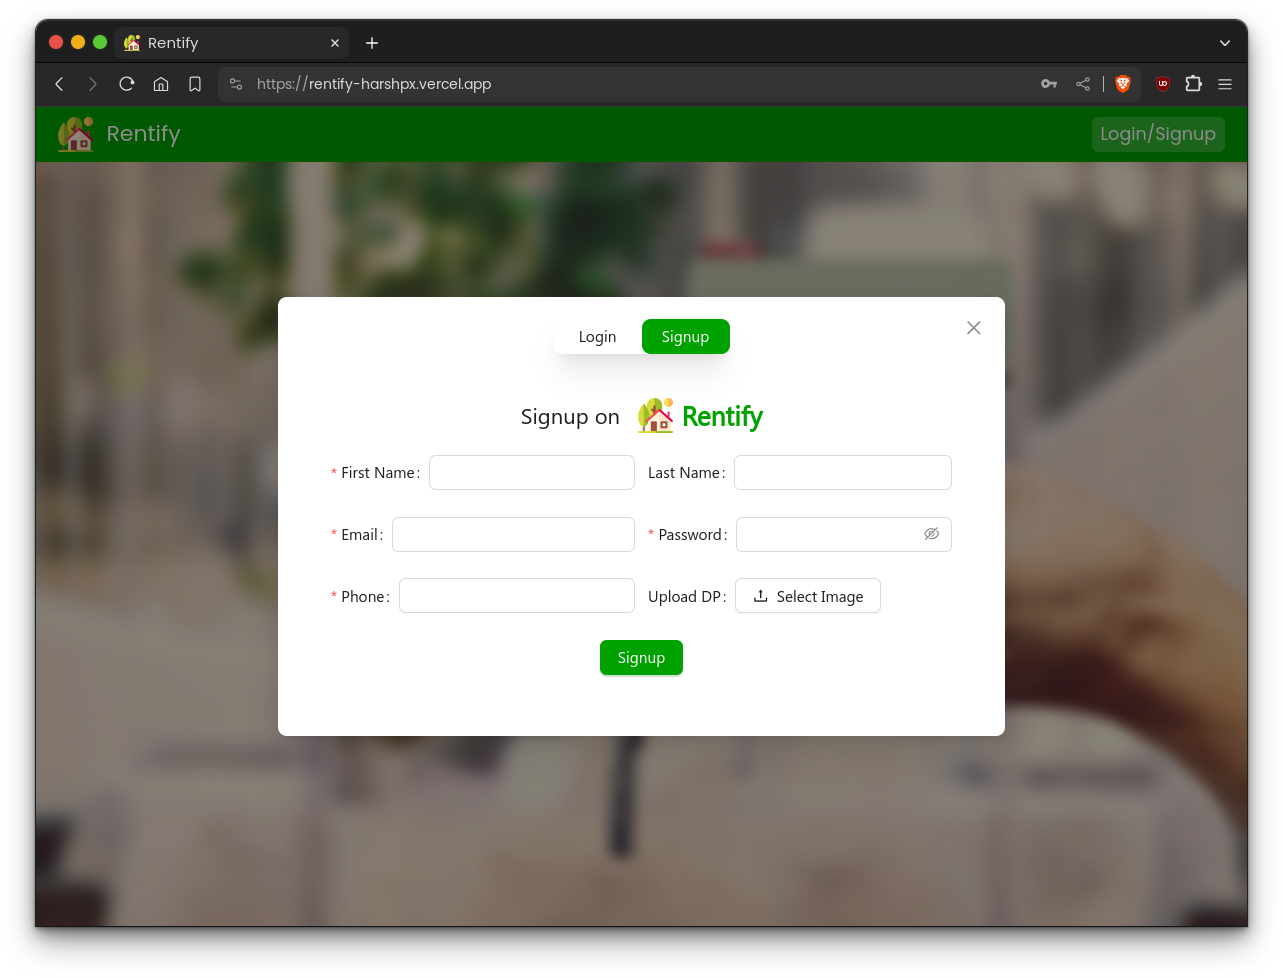 Rentify
https://rentify-harshpx.vercel.app
Rentify
Login/Signup
Login
Signup
Signup on Rentify
* First Name:
Last Name:
* Email:
* Password:
* Phone:
Upload DP:
Select Image
Signup